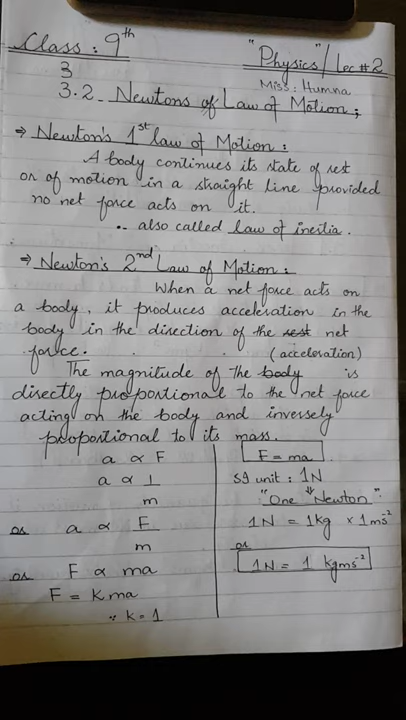 Class : 9th
"Physics" / Lec # 2
3
Miss : Humna
3.2. Newtons of Law of Motion ;
⇒ Newton's 1st law of Motion :
A body continues its state of rest
or of motion in a straight line provided
no net force acts on it.
∴ also called law of inertia .
⇒ Newton's 2nd Law of Motion :
When a net force acts on
a body, it produces acceleration in the
body in the direction of the rest net
force. (acceleration)
The magnitude of the body is
directly proportional to the net force
acting on the body and inversely
proportional to its mass.
a ∝ F
a ∝ 1/m
or a ∝ F/m
or F ∝ ma
F = Kma
∵ k = 1
F = ma
SI unit : 1N
⇓
"One Newton"
1N = 1kg × 1ms⁻²
or
1N = 1 kgms⁻²